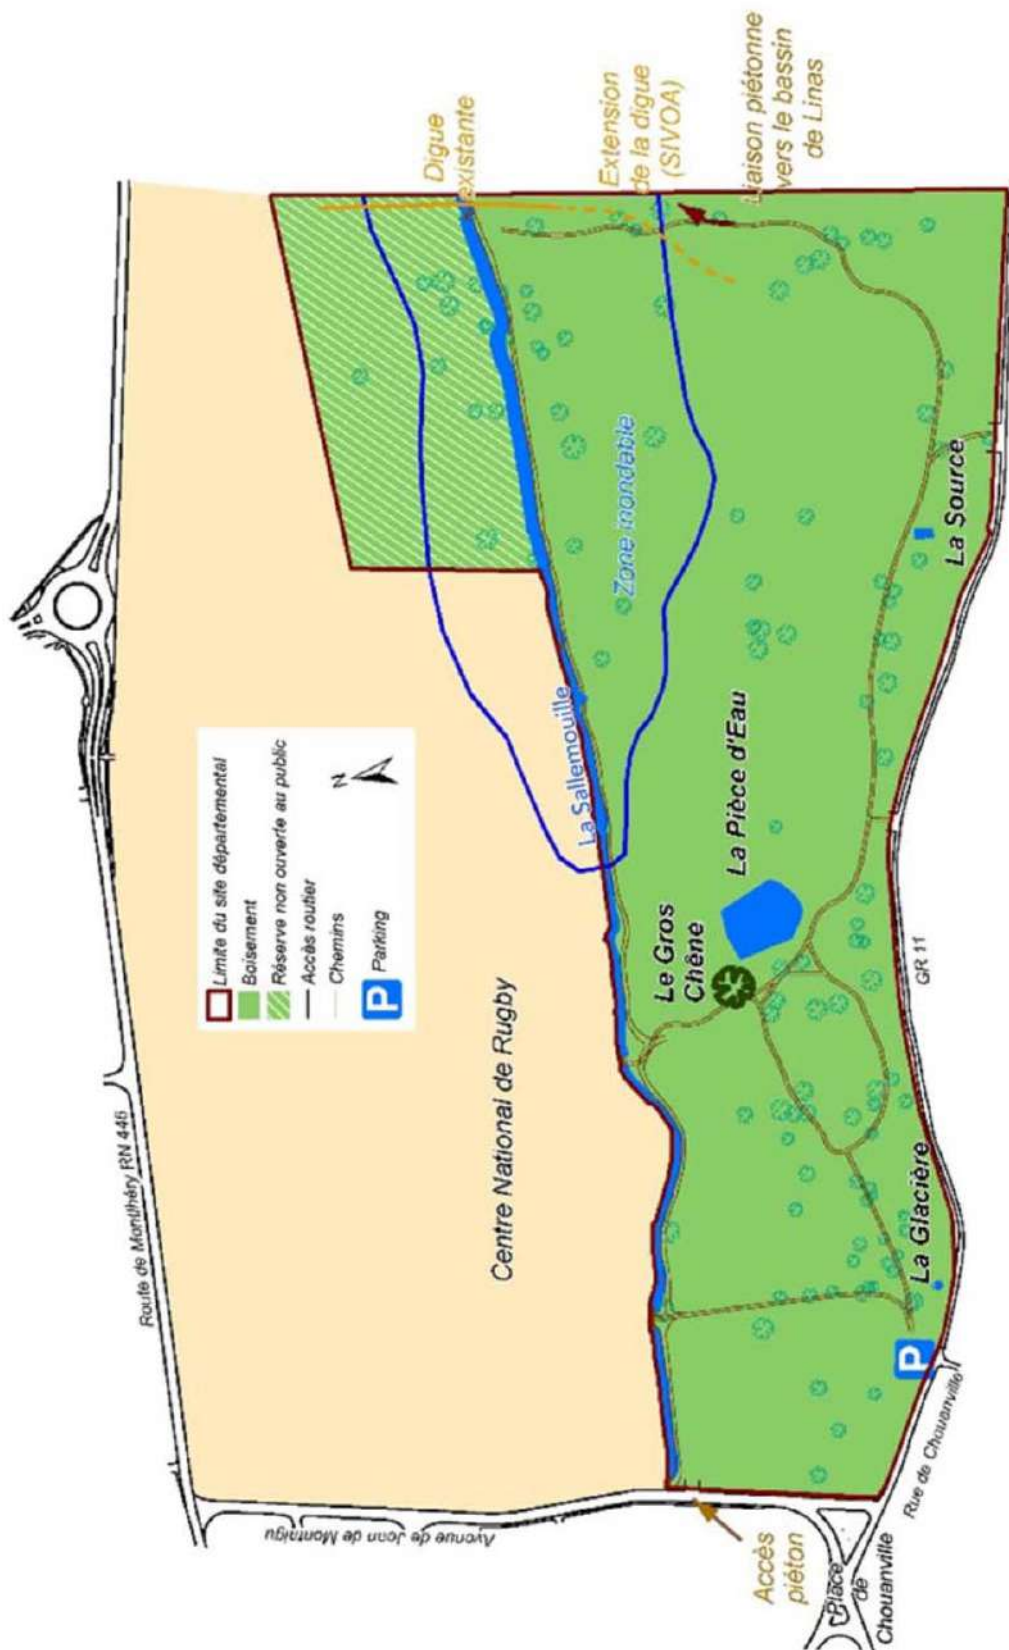 Route de Montlhéry RN 446
Limite du site départemental
Boisement
Réserve non ouverte au public
Accès routier
Chemins
N
P
Parking
Digue
existante
Extension
de la digue
(SIVOA)
Liaison piétonne
vers le bassin
de Linas
Centre National de Rugby
La Sallemouille
Zone inondable
Le Gros
Chêne
La Pièce d'Eau
La Source
La Glacière
GR 11
P
Avenue de Jean de Montaigu
Accès
piéton
Place
de
Chouanville
Rue de Chouanville